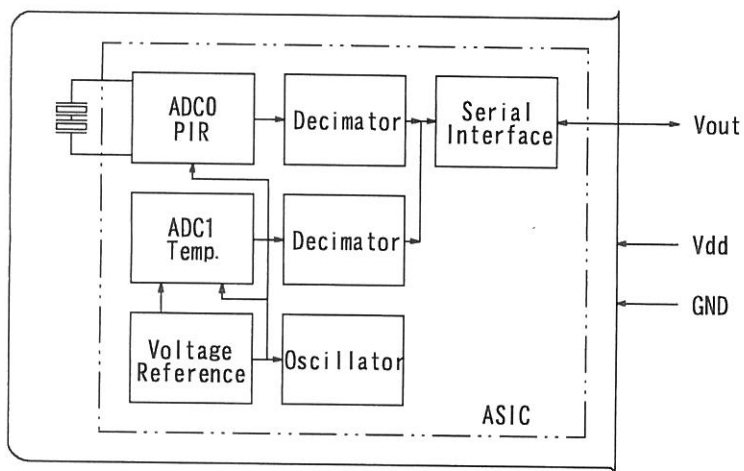 ADC0
PIR
Decimator
Serial
Interface
Vout
ADC1
Temp.
Decimator
Vdd
GND
Voltage
Reference
Oscillator
ASIC